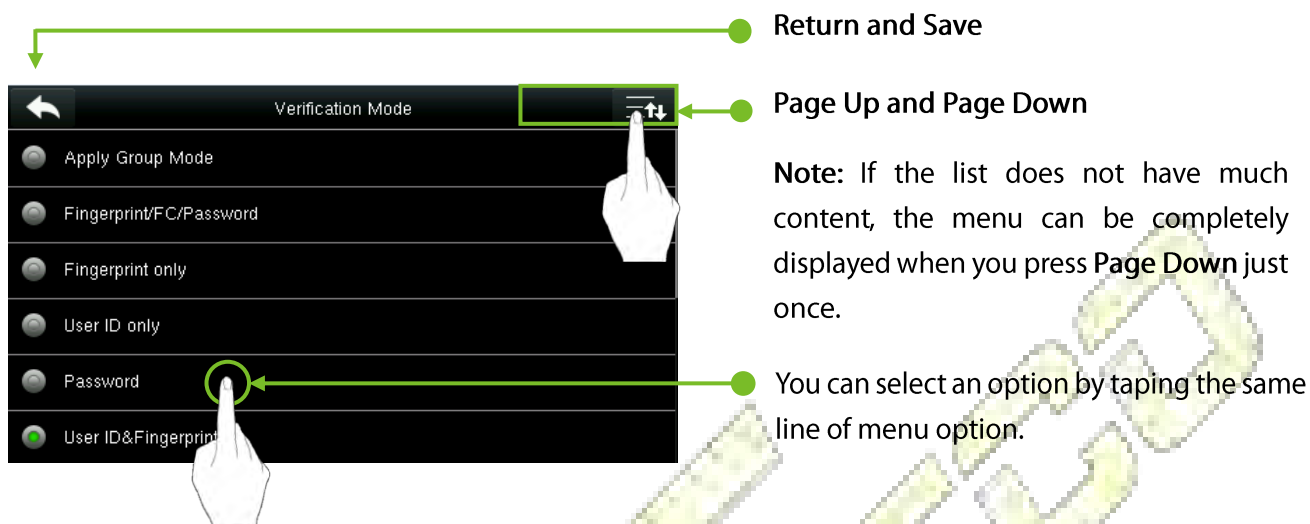 Return and Save
Verification Mode
Page Up and Page Down
Apply Group Mode
Fingerprint/FC/Password
Fingerprint only
User ID only
Password
User ID&Fingerprint
Note: If the list does not have much
content, the menu can be completely
displayed when you press Page Down just
once.
You can select an option by taping the same
line of menu option.